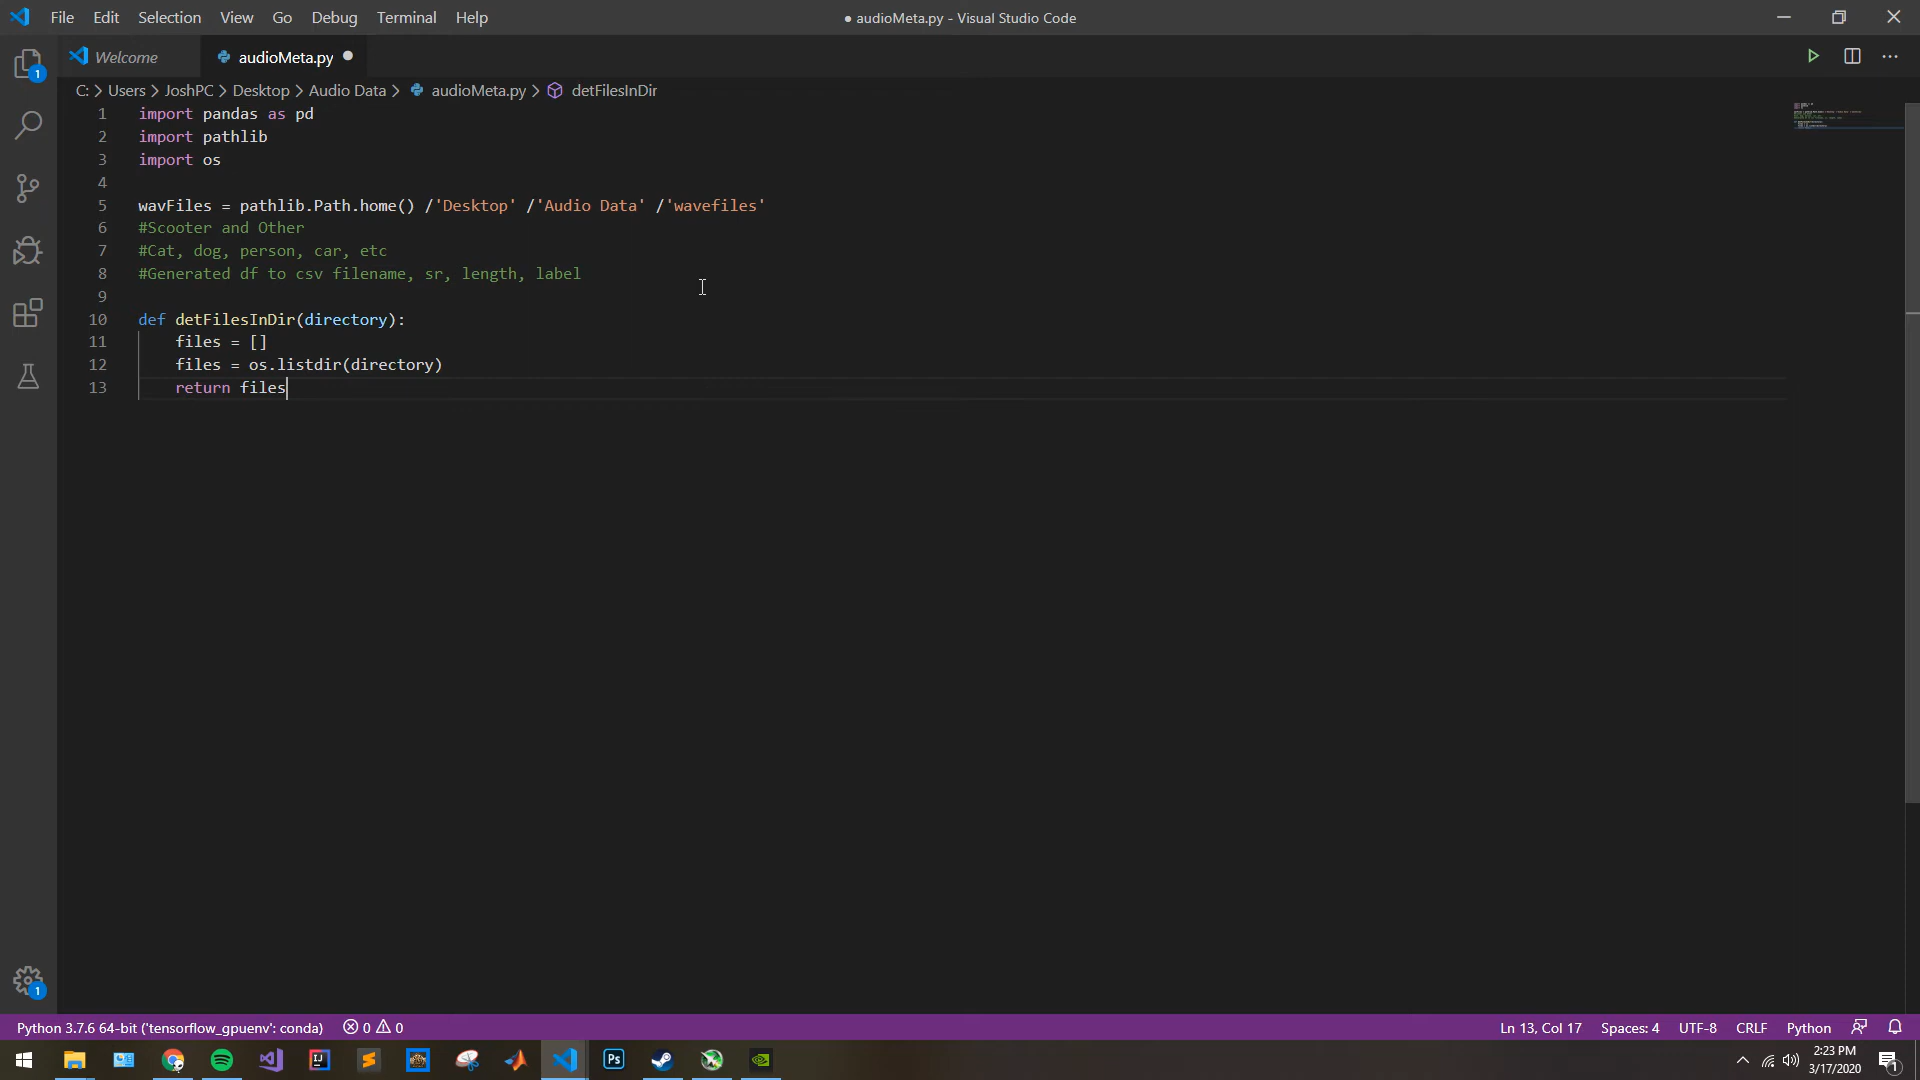 File Edit Selection View Go Debug Terminal Help ● audioMeta.py - Visual Studio Code
Welcome audioMeta.py
C: > Users > JoshPC > Desktop > Audio Data > audioMeta.py > detFilesInDir
1 import pandas as pd
2 import pathlib
3 import os
4
5 wavFiles = pathlib.Path.home() /'Desktop' /'Audio Data' /'wavefiles'
6 #Scooter and Other
7 #Cat, dog, person, car, etc
8 #Generated df to csv filename, sr, length, label
9
10 def detFilesInDir(directory):
11 files = []
12 files = os.listdir(directory)
13 return files
1
1
Python 3.7.6 64-bit ('tensorflow_gpuenv': conda) 0 0 Ln 13, Col 17 Spaces: 4 UTF-8 CRLF Python
Ps 2:23 PM
3/17/2020 1